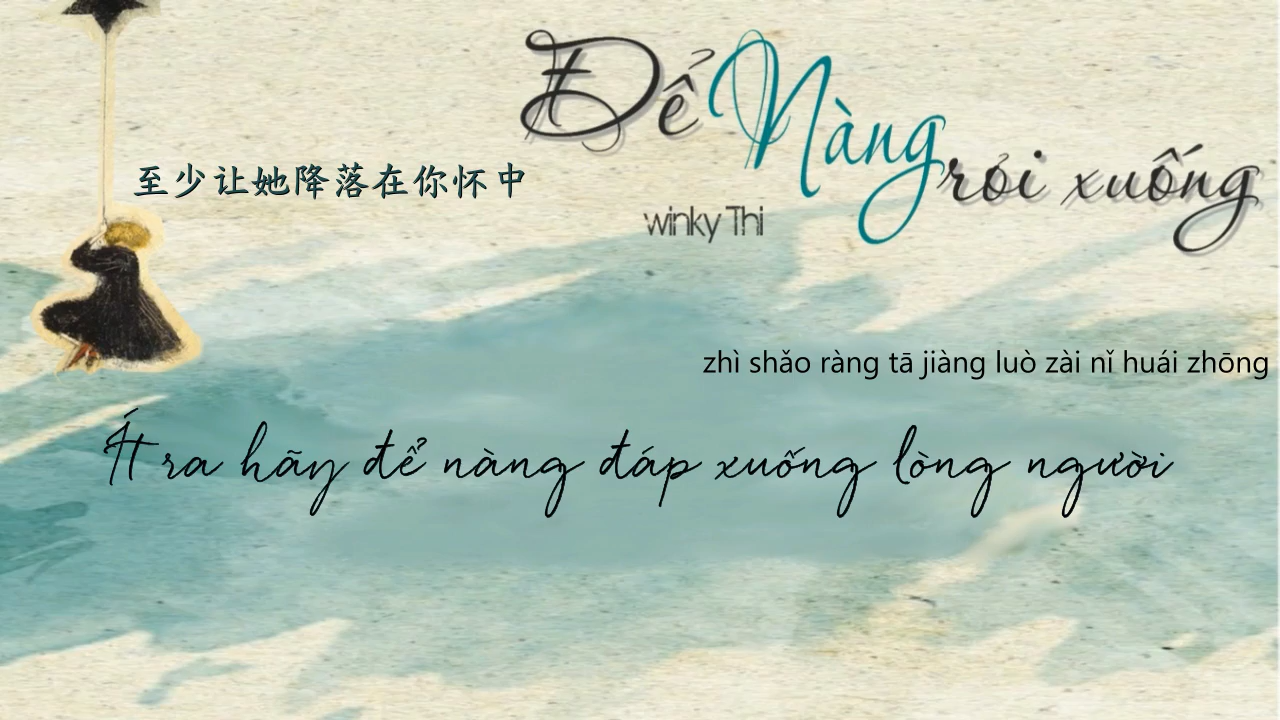 Để Nàng rơi xuống
至少让她降落在你怀中
winky Thi
zhì shǎo ràng tā jiàng luò zài nǐ huái zhōng
Ít ra hãy để nàng đáp xuống lòng người